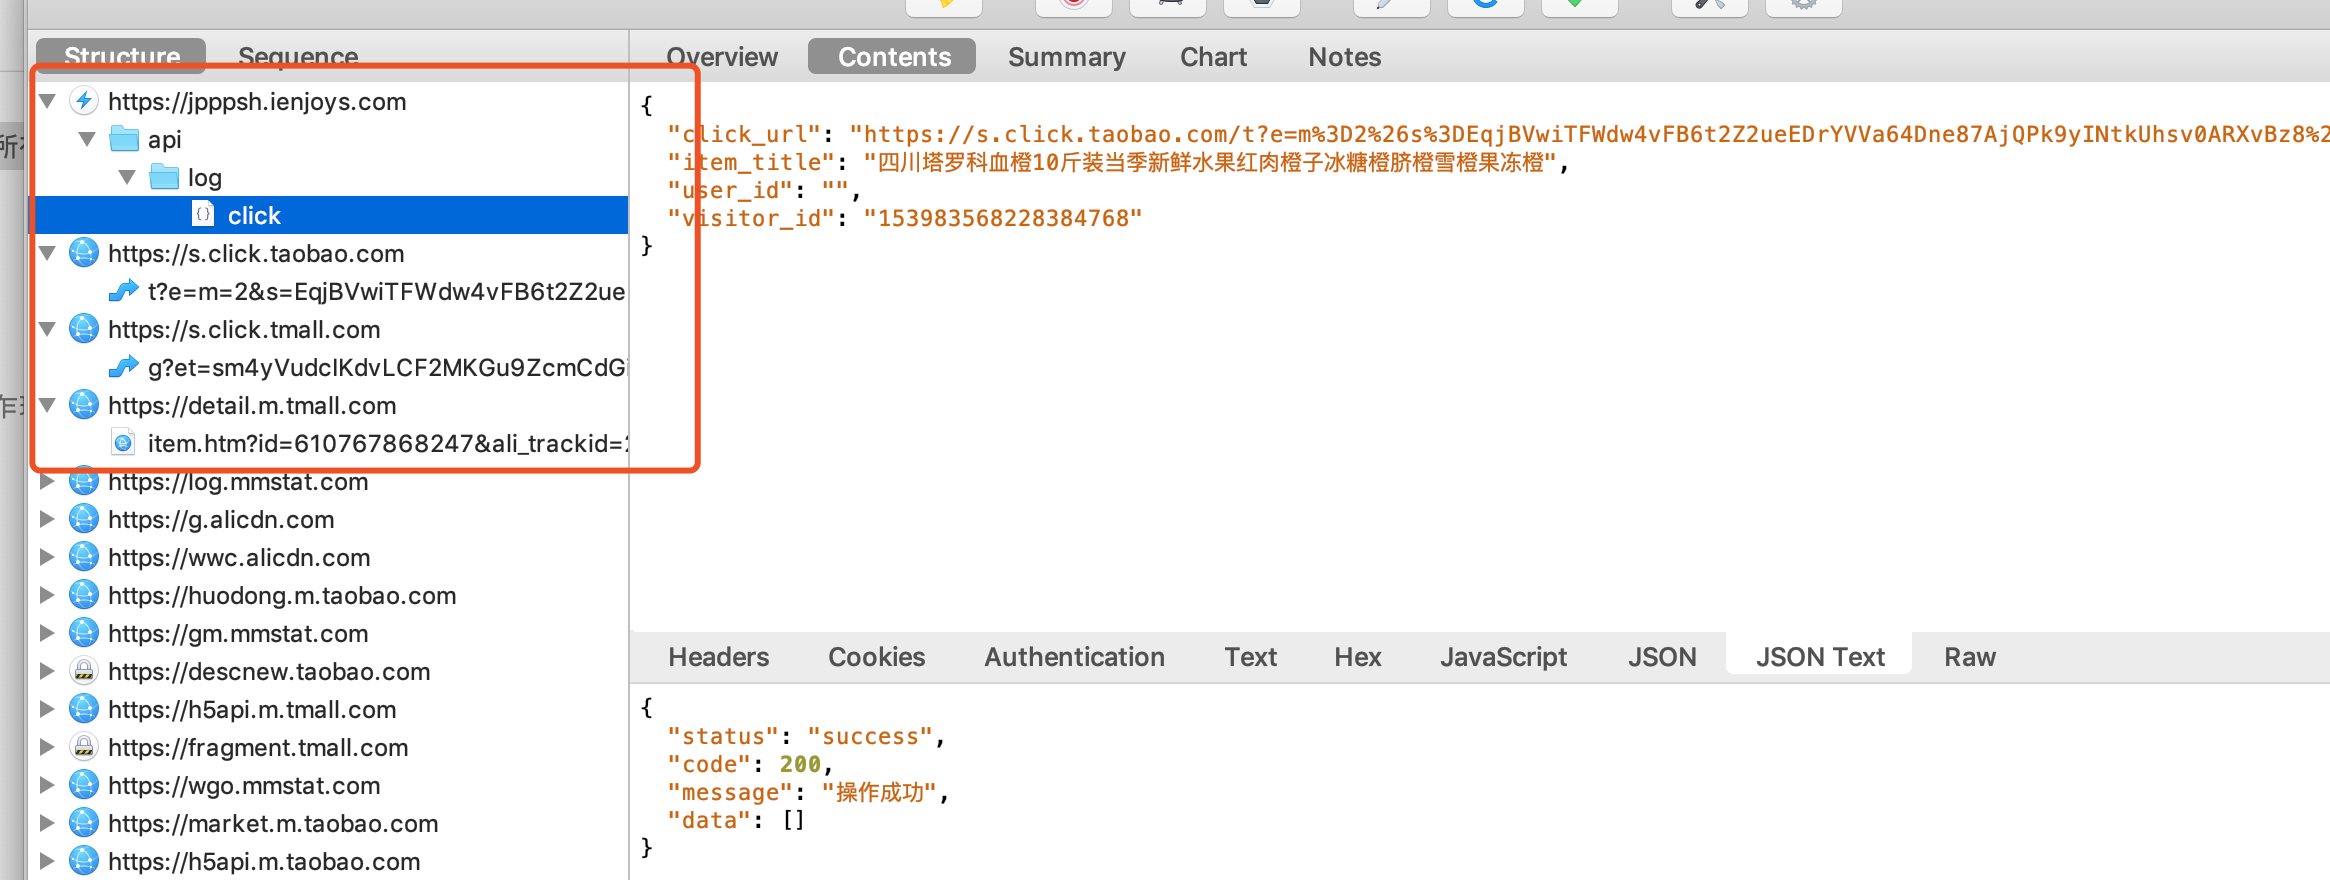 Structure Sequence
https://jpppsh.ienjoys.com
api
log
click
https://s.click.taobao.com
t?e=m=2&s=EqjBVwiTFWdw4vFB6t2Z2ue
https://s.click.tmall.com
g?et=sm4yVudcIKdvLCF2MKGu9ZcmCdGi
https://detail.m.tmall.com
item.htm?id=610767868247&ali_trackid=2
https://log.mmstat.com
https://g.alicdn.com
https://wwc.alicdn.com
https://huodong.m.taobao.com
https://gm.mmstat.com
https://descnew.taobao.com
https://h5api.m.tmall.com
https://fragment.tmall.com
https://wgo.mmstat.com
https://market.m.taobao.com
https://h5api.m.taobao.com
Overview Contents Summary Chart Notes
{
"click_url": "https://s.click.taobao.com/t?e=m%3D2%26s%3DEqjBVwiTFWdw4vFB6t2Z2ueEDrYVVa64Dne87AjQPk9yINtkUhsv0ARXvBz8%2
"item_title": "四川塔罗科血橙10斤装当季新鲜水果红肉橙子冰糖橙脐橙雪橙果冻橙",
"user_id": "",
"visitor_id": "153983568228384768"
}
Headers Cookies Authentication Text Hex JavaScript JSON JSON Text Raw
{
"status": "success",
"code": 200,
"message": "操作成功",
"data": []
}